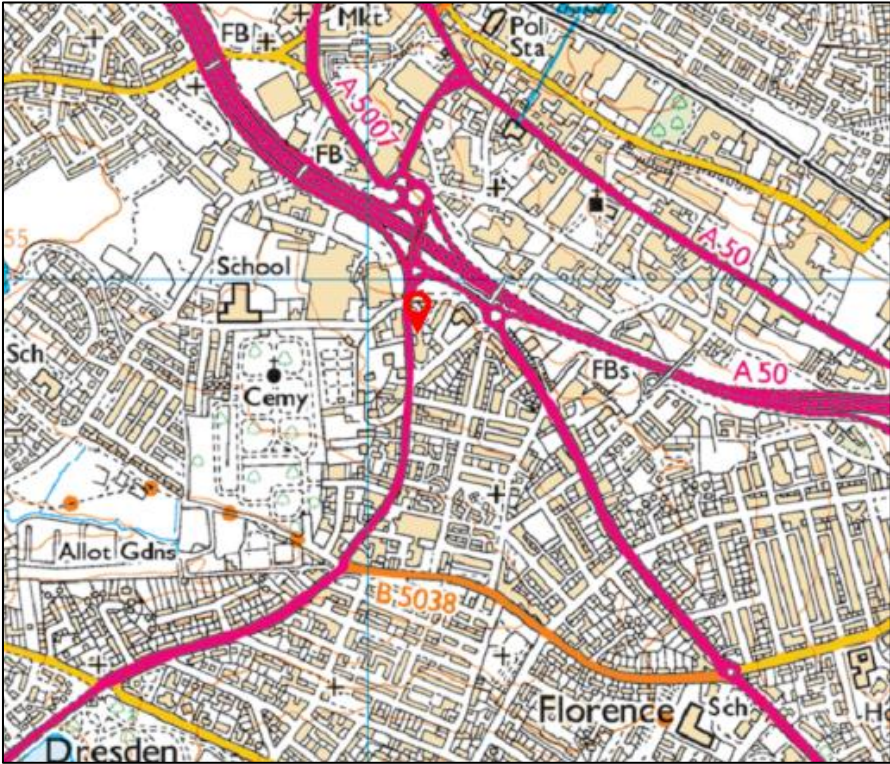 Mkt
FB
Pol
Sta
A 5007
FB
A 50
55
School
Sch
FBs
A 50
Cemy
Allot Gdns
B 5038
Florence
Sch
Dresden